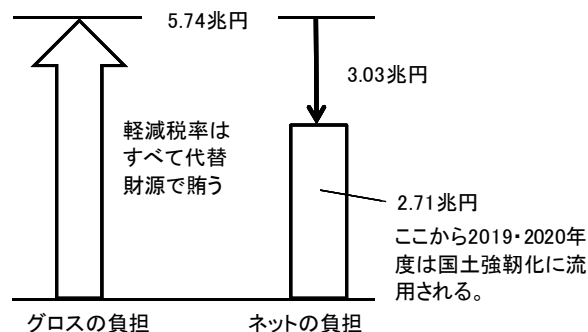 5.74兆円
3.03兆円
軽減税率は
すべて代替
財源で賄う
2.71兆円
ここから2019・2020年
度は国土強靭化に流
用される。
グロスの負担
ネットの負担